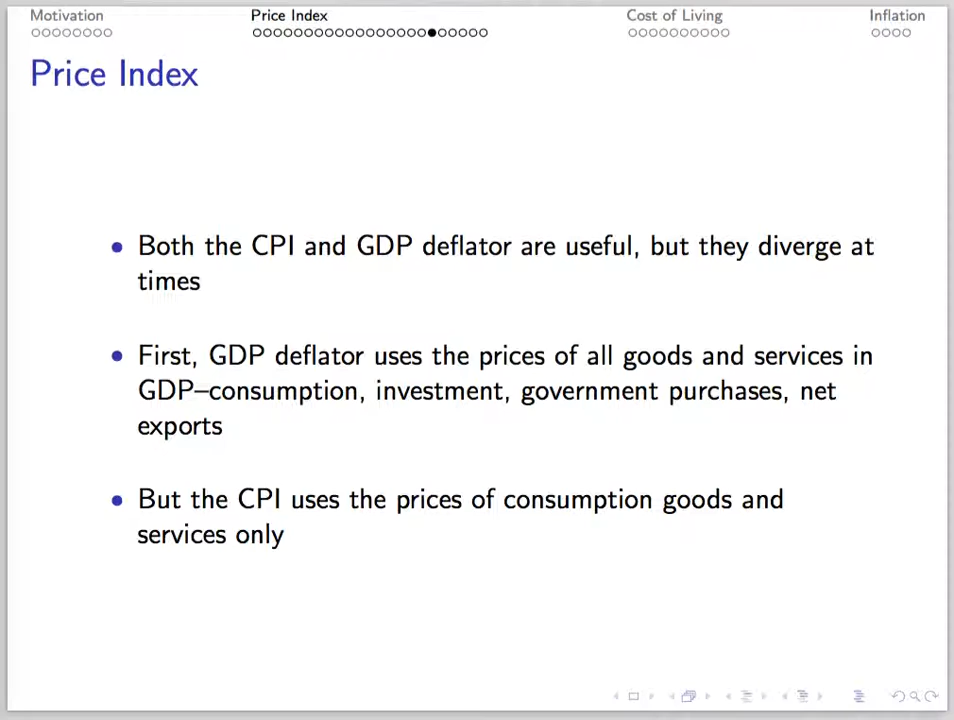 Motivation Price Index Cost of Living Inflation
Price Index
• Both the CPI and GDP deflator are useful, but they diverge at
times
• First, GDP deflator uses the prices of all goods and services in
GDP–consumption, investment, government purchases, net
exports
• But the CPI uses the prices of consumption goods and
services only